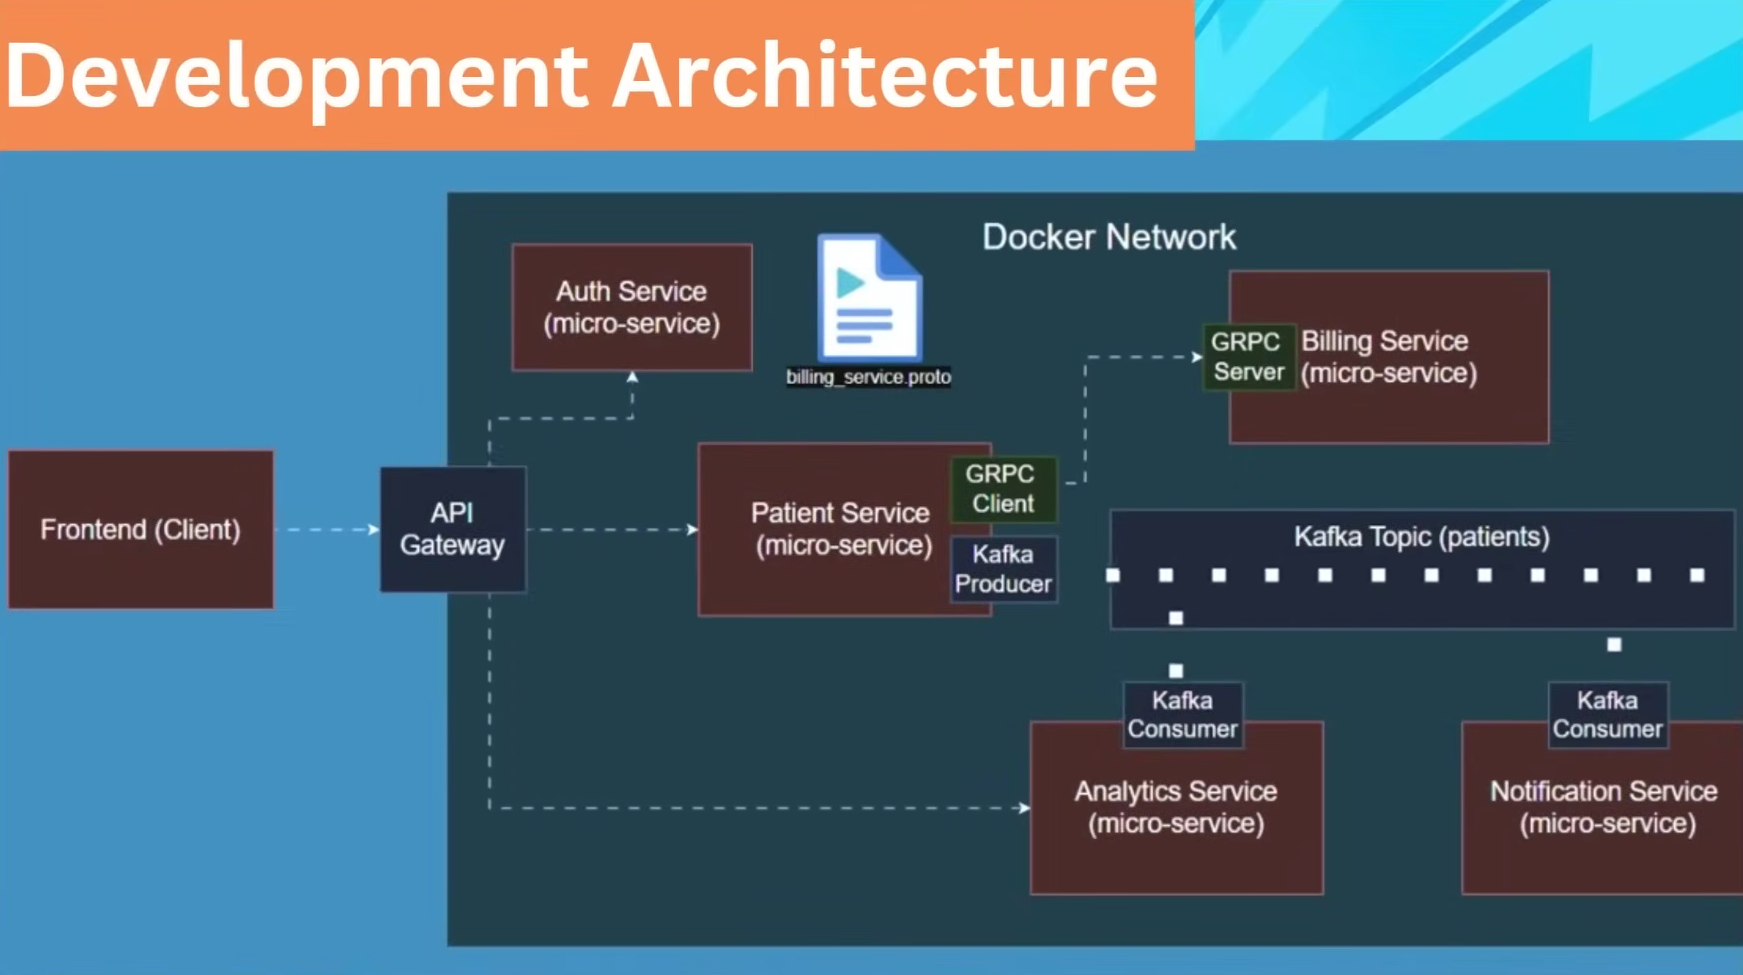 Development Architecture
Docker Network
Auth Service
(micro-service)
billing_service.proto
GRPC
Server
Billing Service
(micro-service)
Frontend (Client)
API
Gateway
Patient Service
(micro-service)
GRPC
Client
Kafka
Producer
Kafka Topic (patients)
Kafka
Consumer
Analytics Service
(micro-service)
Kafka
Consumer
Notification Service
(micro-service)